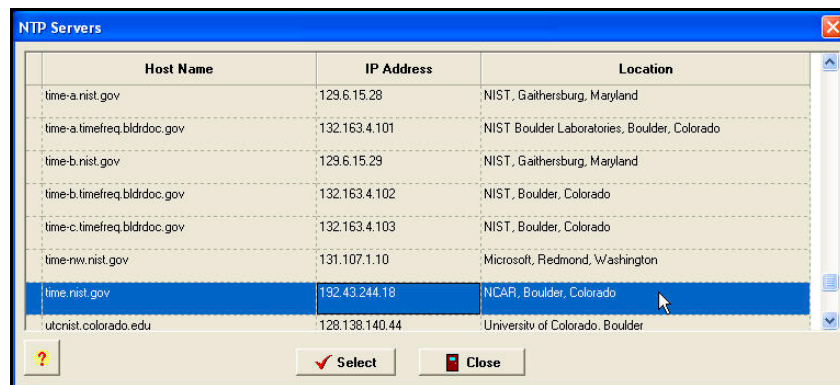 NTP Servers
Host Name IP Address Location
time-a.nist.gov 129.6.15.28 NIST, Gaithersburg, Maryland
time-a.timefreq.bldrdoc.gov 132.163.4.101 NIST Boulder Laboratories, Boulder, Colorado
time-b.nist.gov 129.6.15.29 NIST, Gaithersburg, Maryland
time-b.timefreq.bldrdoc.gov 132.163.4.102 NIST, Boulder, Colorado
time-c.timefreq.bldrdoc.gov 132.163.4.103 NIST, Boulder, Colorado
time-nw.nist.gov 131.107.1.10 Microsoft, Redmond, Washington
time.nist.gov 192.43.244.18 NCAR, Boulder, Colorado
utcnist.colorado.edu 128.138.140.44 University of Colorado, Boulder
? Select Close